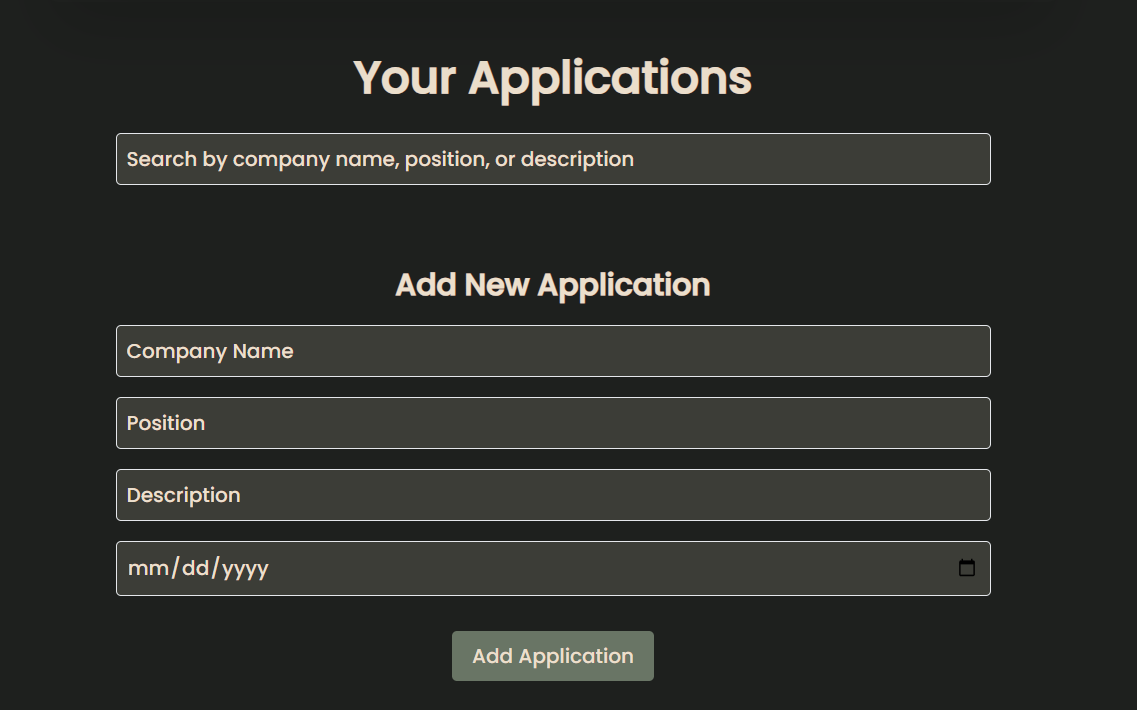 Your Applications
Search by company name, position, or description
Add New Application
Company Name
Position
Description
mm/dd/yyyy
Add Application